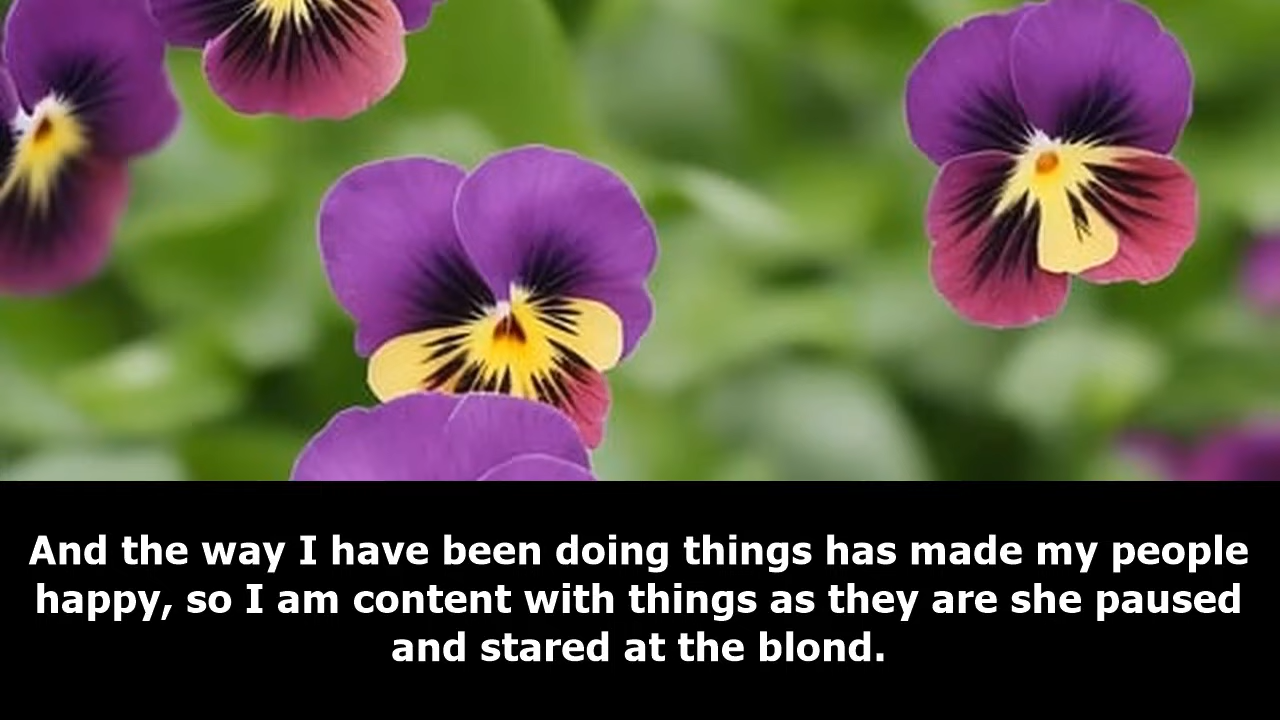 And the way I have been doing things has made my people
happy, so I am content with things as they are she paused
and stared at the blond.